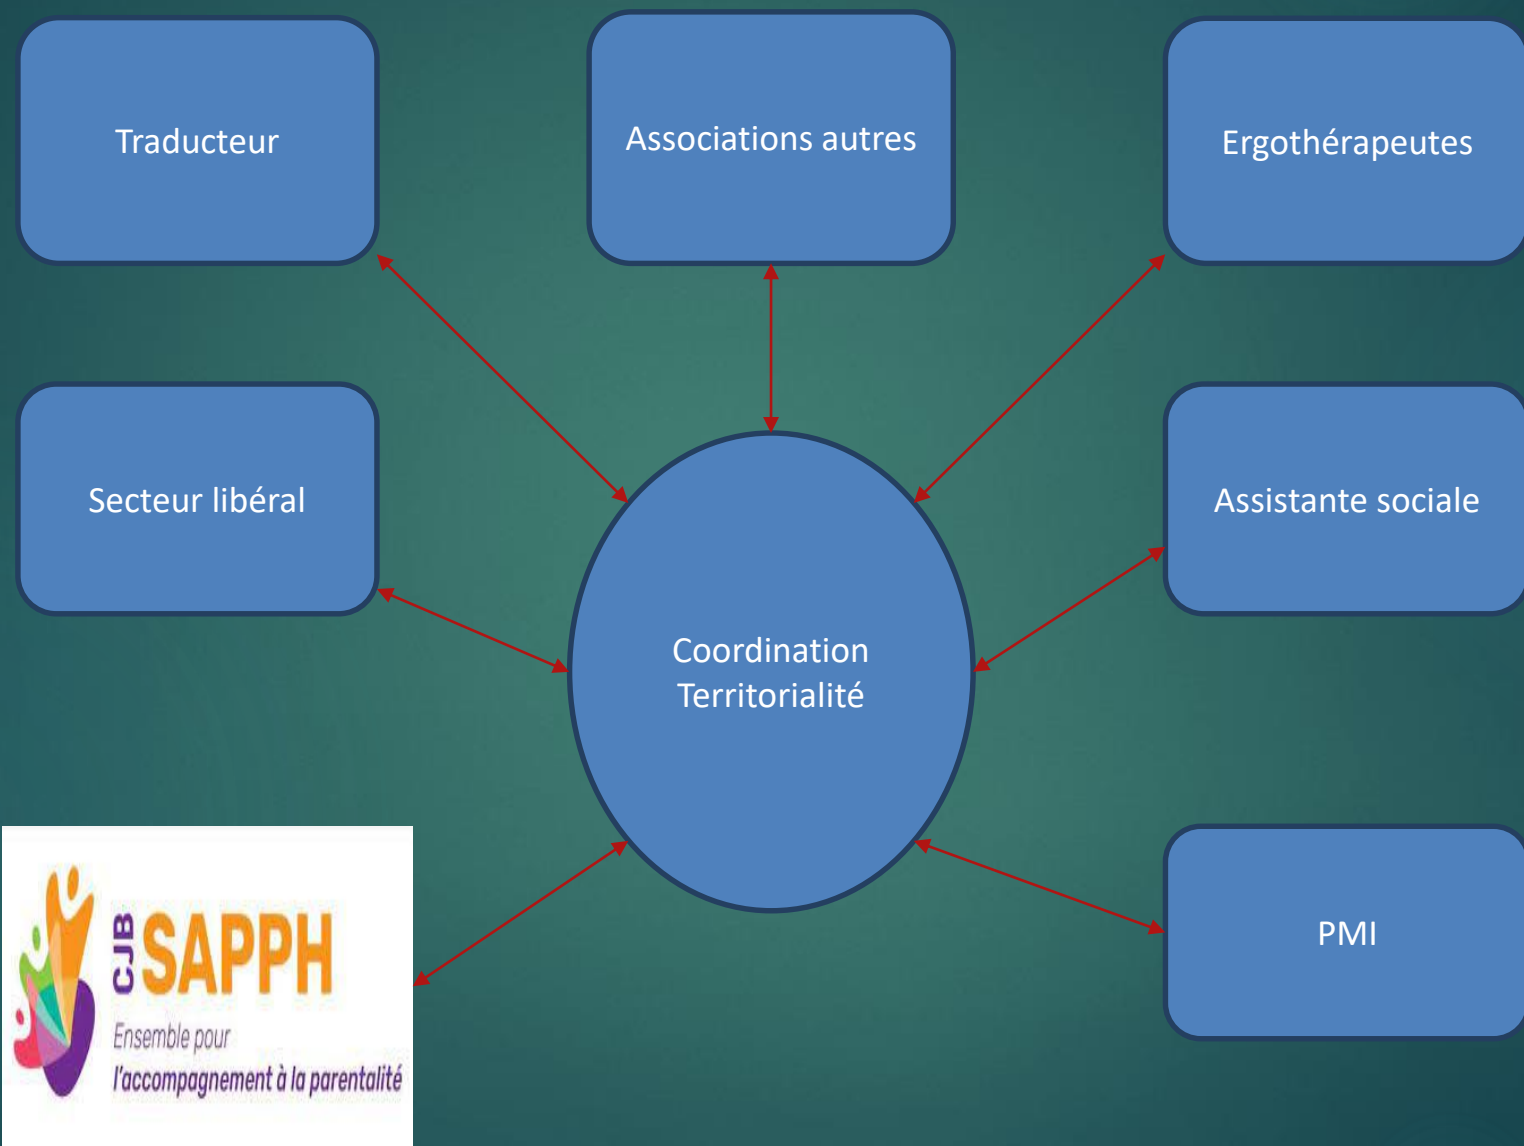 Traducteur
Associations autres
Ergothérapeutes
Secteur libéral
Assistante sociale
Coordination
Territorialité
CJB
SAPPH
Ensemble pour
l'accompagnement à la parentalité
PMI